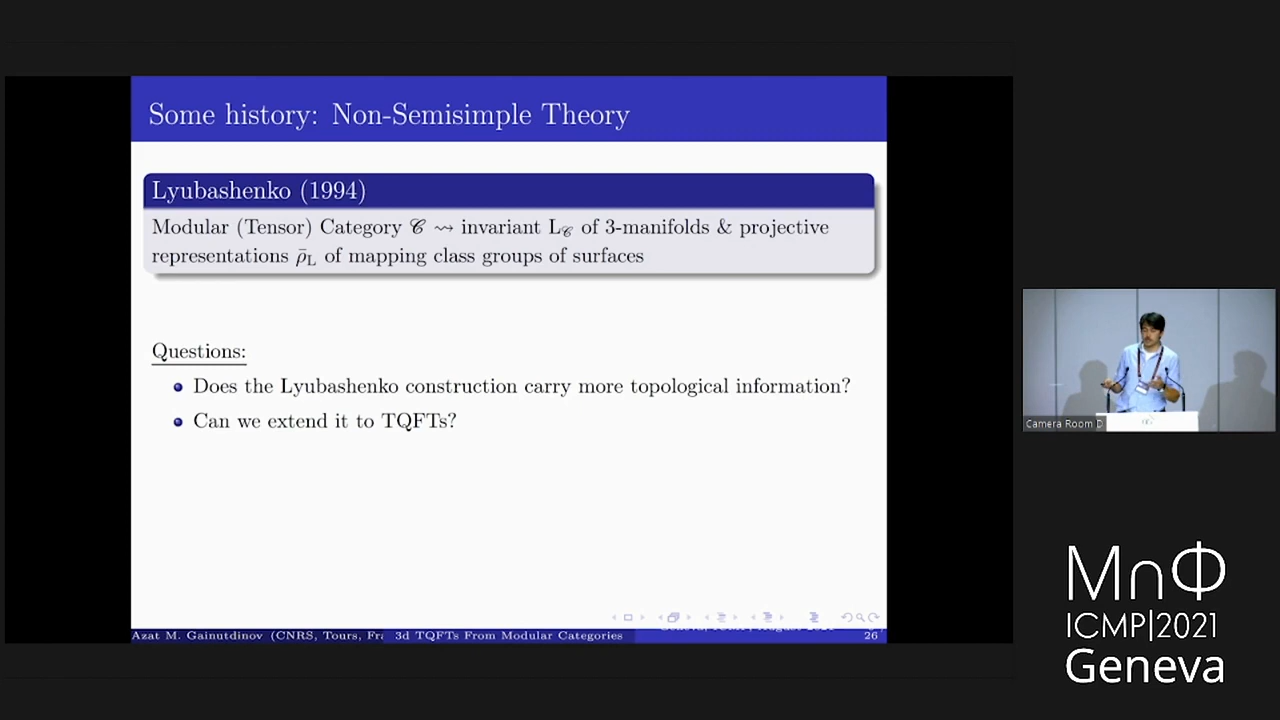 Some history: Non-Semisimple Theory
Lyubashenko (1994)
Modular (Tensor) Category 𝒞 ⇝ invariant L𝒞 of 3-manifolds & projective
representations ρ̄L of mapping class groups of surfaces
Questions:
Does the Lyubashenko construction carry more topological information?
Can we extend it to TQFTs?
Azat M. Gainutdinov (CNRS, Tours, Fra
3d TQFTs From Modular Categories
26
Camera Room D
M∩Φ
ICMP|2021
Geneva